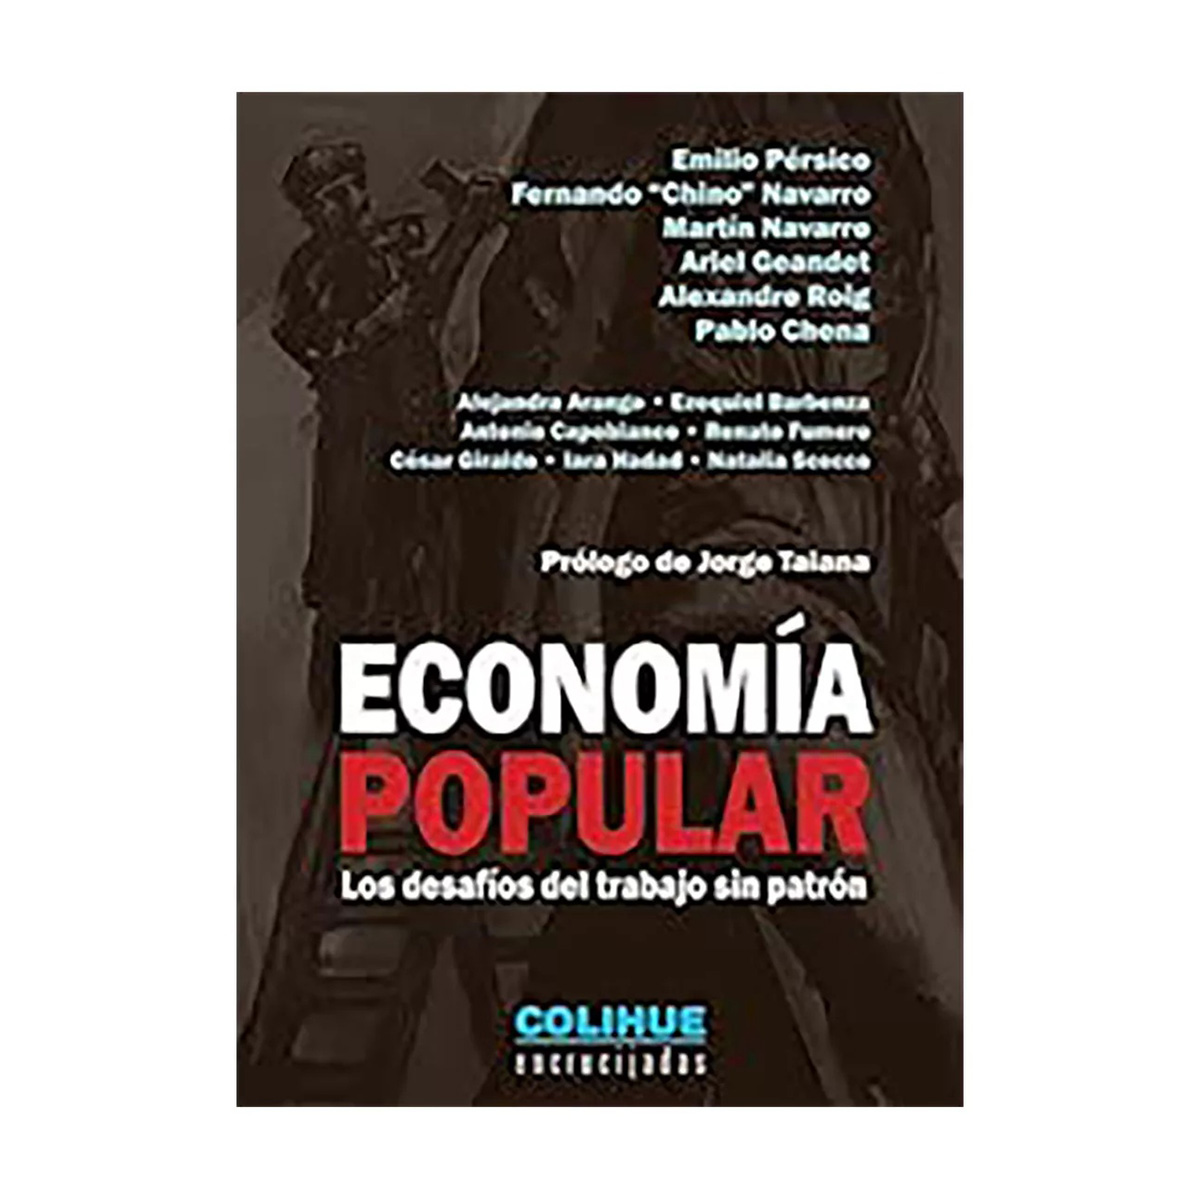 Emilio Pérsico
Fernando "Chino" Navarro
Martín Navarro
Ariel Geandet
Alexandre Roig
Pablo Chena
Alejandra Arango • Ezequiel Barbenza
Antonio Capoblanco • Renato Fumero
César Giraldo • Iara Hadad • Natalia Scocco
Prólogo de Jorge Taiana
ECONOMÍA
POPULAR
Los desafíos del trabajo sin patrón
COLIHUE
encrucijadas